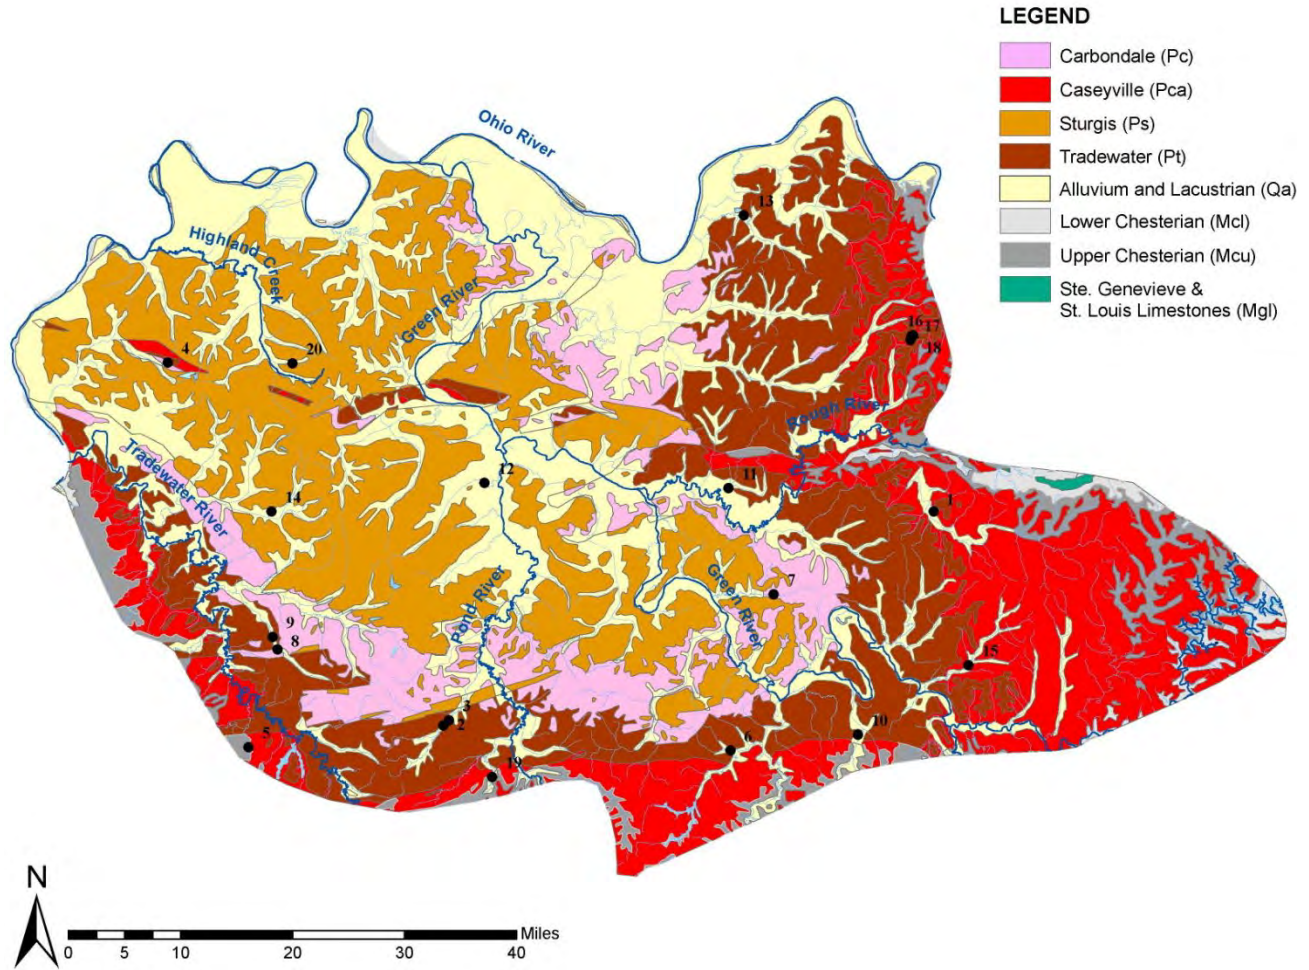 LEGEND
Carbondale (Pc)
Caseyville (Pca)
Sturgis (Ps)
Tradewater (Pt)
Alluvium and Lacustrian (Qa)
Lower Chesterian (Mcl)
Upper Chesterian (Mcu)
Ste. Genevieve &
St. Louis Limestones (Mgl)
Ohio River
13
Highland Creek
Green River
16
17
18
4
20
Rough River
Tradewater River
12
11
14
1
Green River
7
Pond River
9
8
15
3
2
10
5
6
19
N
Miles
0 5 10 20 30 40